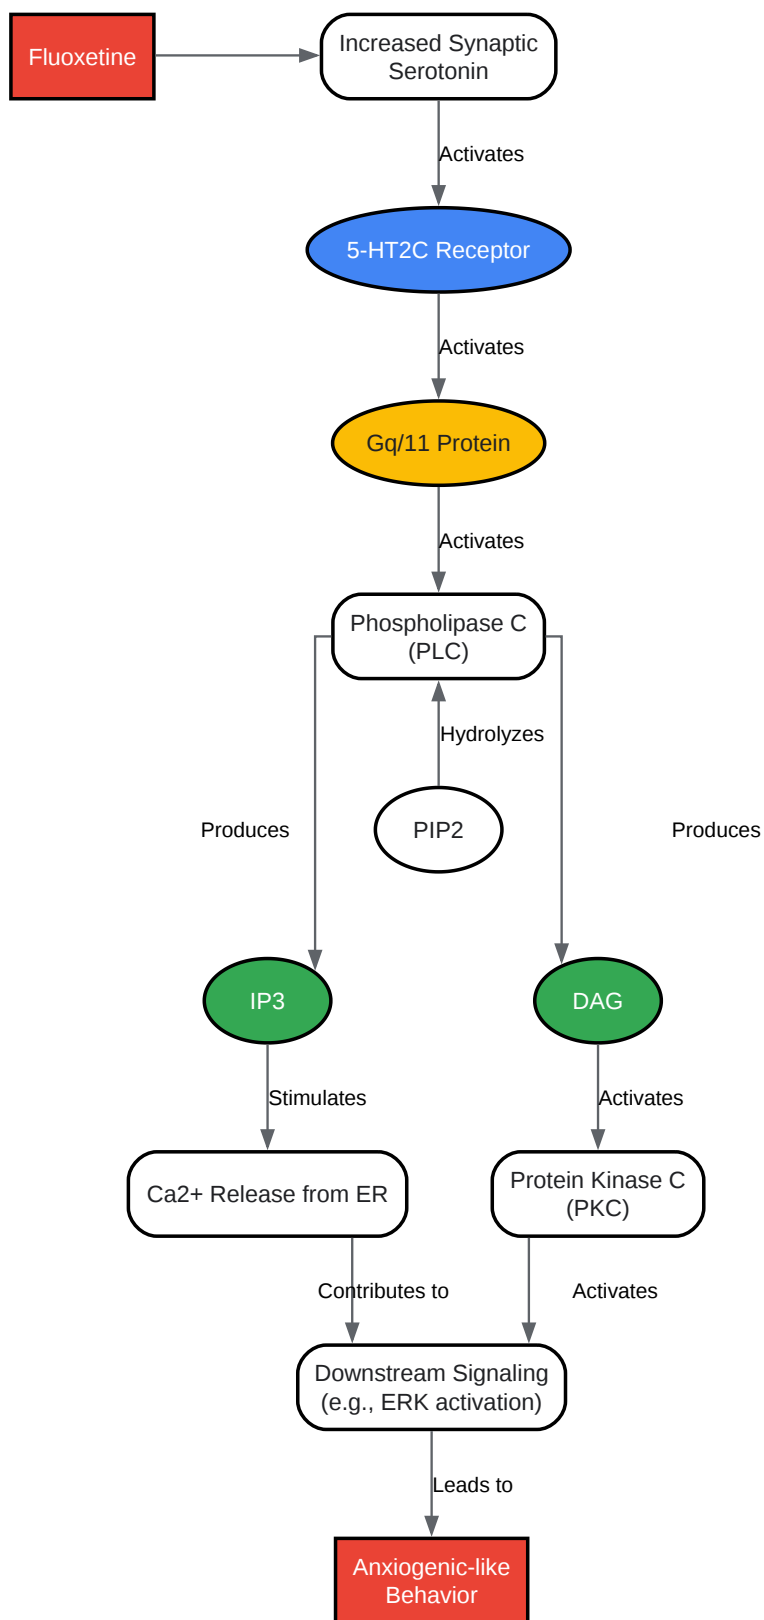 Fluoxetine
Increased Synaptic
Serotonin
Activates
5-HT2C Receptor
Activates
Gq/11 Protein
Activates
Phospholipase C
(PLC)
Hydrolyzes
Produces
PIP2
Produces
IP3
DAG
Stimulates
Activates
Ca2+ Release from ER
Protein Kinase C
(PKC)
Contributes to
Activates
Downstream Signaling
(e.g., ERK activation)
Leads to
Anxiogenic-like
Behavior